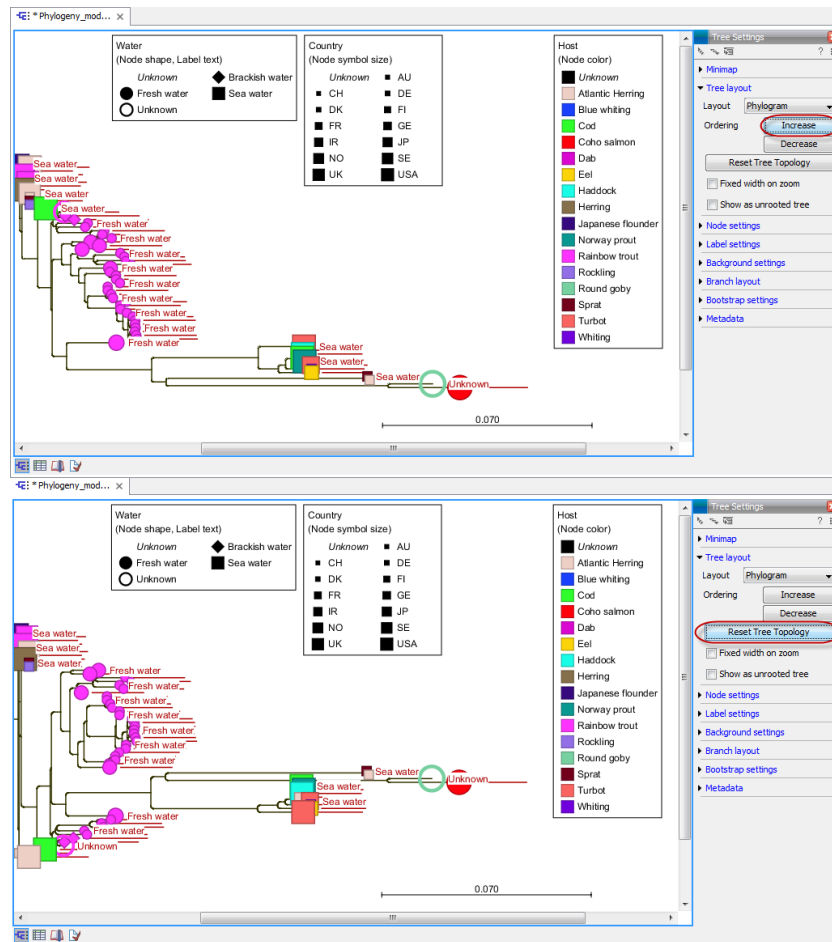 * Phylogeny_mod... ×
Water
(Node shape, Label text)
Unknown Brackish water
Fresh water Sea water
Unknown
Country
(Node symbol size)
Unknown AU
CH DE
DK FI
FR GE
IR JP
NO SE
UK USA
Host
(Node color)
Unknown
Atlantic Herring
Blue whiting
Cod
Coho salmon
Dab
Eel
Haddock
Herring
Japanese flounder
Norway prout
Rainbow trout
Rockling
Round goby
Sprat
Turbot
Whiting
Sea water
Sea water
Sea water
Sea water
Fresh water
Fresh water
Fresh water
Fresh water
Fresh water
Fresh water
Fresh water
Fresh water
Sea water
Sea water
Sea water
Unknown
0.070
Tree Settings
?
Minimap
Tree layout
Layout Phylogram
Ordering Increase
Decrease
Reset Tree Topology
Fixed width on zoom
Show as unrooted tree
Node settings
Label settings
Background settings
Branch layout
Bootstrap settings
Metadata
* Phylogeny_mod... ×
Water
(Node shape, Label text)
Unknown Brackish water
Fresh water Sea water
Unknown
Country
(Node symbol size)
Unknown AU
CH DE
DK FI
FR GE
IR JP
NO SE
UK USA
Host
(Node color)
Unknown
Atlantic Herring
Blue whiting
Cod
Coho salmon
Dab
Eel
Haddock
Herring
Japanese flounder
Norway prout
Rainbow trout
Rockling
Round goby
Sprat
Turbot
Whiting
Sea water
Sea water
Sea water
Fresh water
Fresh water
Fresh water
Fresh water
Fresh water
Fresh water
Fresh water
Sea water
Unknown
Sea water
Sea water
Fresh water
Fresh water
Unknown
0.070
Tree Settings
?
Minimap
Tree layout
Layout Phylogram
Ordering Increase
Decrease
Reset Tree Topology
Fixed width on zoom
Show as unrooted tree
Node settings
Label settings
Background settings
Branch layout
Bootstrap settings
Metadata